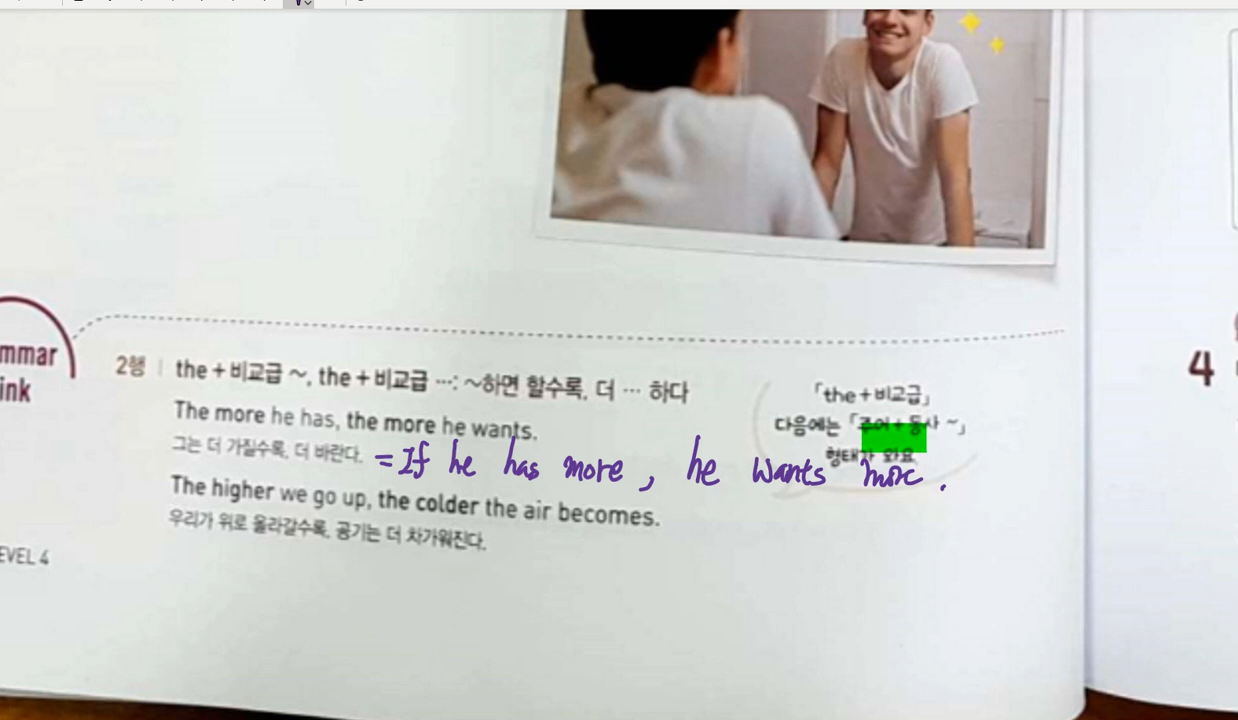 mmar
ink
2행 | the + 비교급 ~, the + 비교급 …: ~하면 할수록, 더 … 하다
The more he has, the more he wants.
그는 더 가질수록, 더 바란다.
= If he has more, he wants more.
The higher we go up, the colder the air becomes.
우리가 위로 올라갈수록, 공기는 더 차가워진다.
「the + 비교급」
다음에는 「주어 + 동사 ~」
형태가 와요
EVEL 4
4